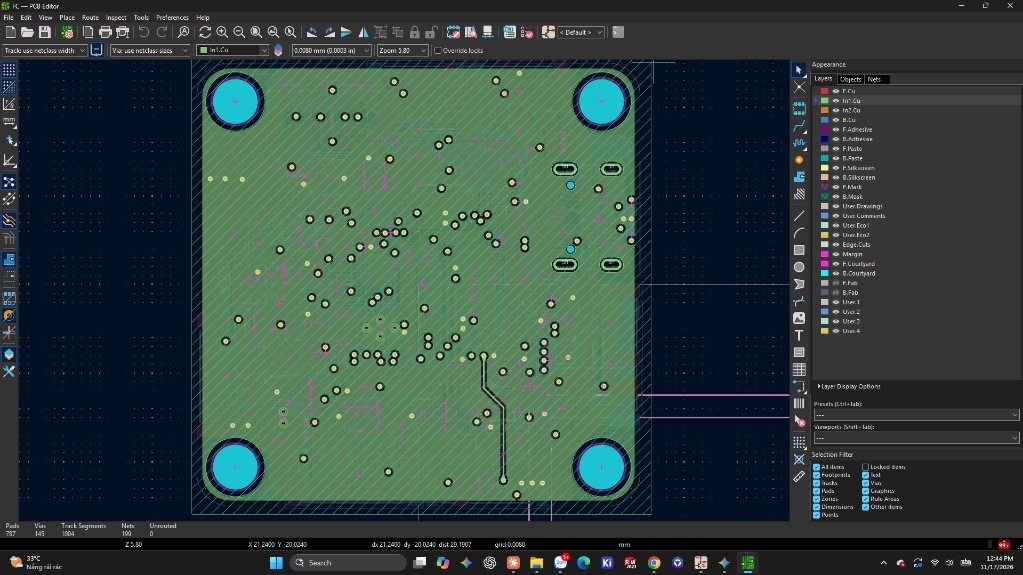 FC — PCB Editor
File Edit View Place Route Inspect Tools Preferences Help
Track: use netclass width
Via: use netclass sizes
In1.Cu
0.0080 mm (0.0003 in)
Zoom 5.80
Override locks
< Default >
Appearance
Layers Objects Nets
F.Cu
In1.Cu
In2.Cu
B.Cu
F.Adhesive
B.Adhesive
F.Paste
B.Paste
F.Silkscreen
B.Silkscreen
F.Mask
B.Mask
User.Drawings
User.Comments
User.Eco1
User.Eco2
Edge.Cuts
Margin
F.Courtyard
B.Courtyard
F.Fab
B.Fab
User.1
User.2
User.3
User.4
Layer Display Options
Presets (Ctrl+Tab):
---
Viewports (Shift+Tab):
---
Selection Filter
All items Locked items
Footprints Text
Tracks Vias
Pads Graphics
Zones Rule Areas
Dimensions Other items
Points
Pads Vias Track Segments Nets Unrouted
787 145 1004 199 0
Z 5.80 X 21.2400 Y -20.0240 dx 21.2400 dy -20.0240 dist 29.1907 grid 0.0080 mm
33°C
Nắng rải rác
Search
12:44 PM
11/17/2026